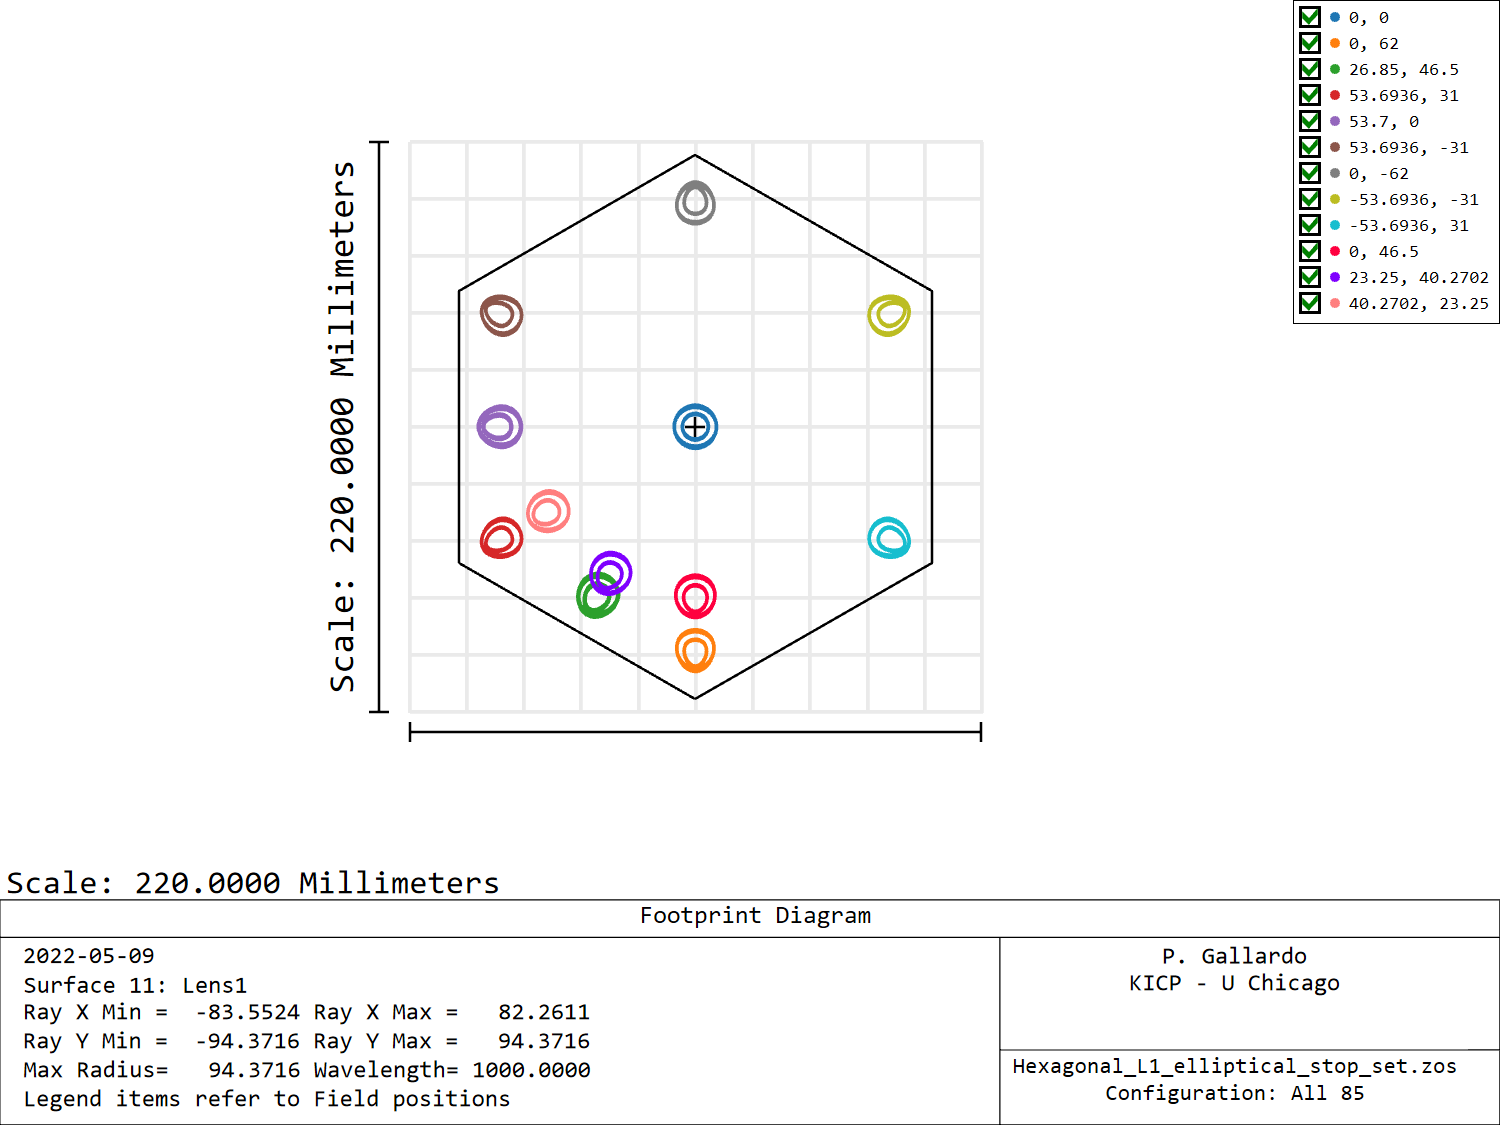 0, 0
0, 62
26.85, 46.5
53.6936, 31
53.7, 0
53.6936, -31
0, -62
-53.6936, -31
-53.6936, 31
0, 46.5
23.25, 40.2702
40.2702, 23.25
Scale: 220.0000 Millimeters
Scale: 220.0000 Millimeters
Footprint Diagram
2022-05-09
Surface 11: Lens1
Ray X Min =  -83.5524 Ray X Max =   82.2611
Ray Y Min =  -94.3716 Ray Y Max =   94.3716
Max Radius=   94.3716 Wavelength= 1000.0000
Legend items refer to Field positions
P. Gallardo
KICP - U Chicago
Hexagonal_L1_elliptical_stop_set.zos
Configuration: All 85